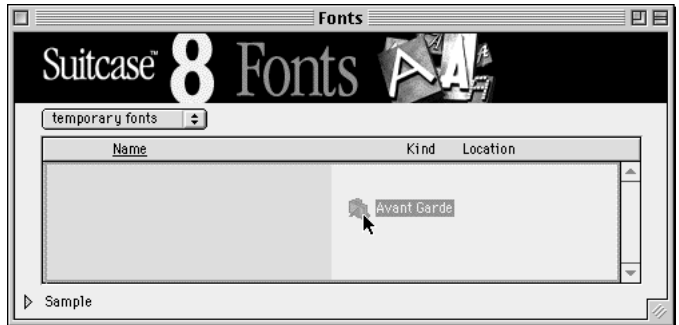 Fonts
Suitcase™ 8 Fonts
temporary fonts
Name Kind Location
Avant Garde
Sample